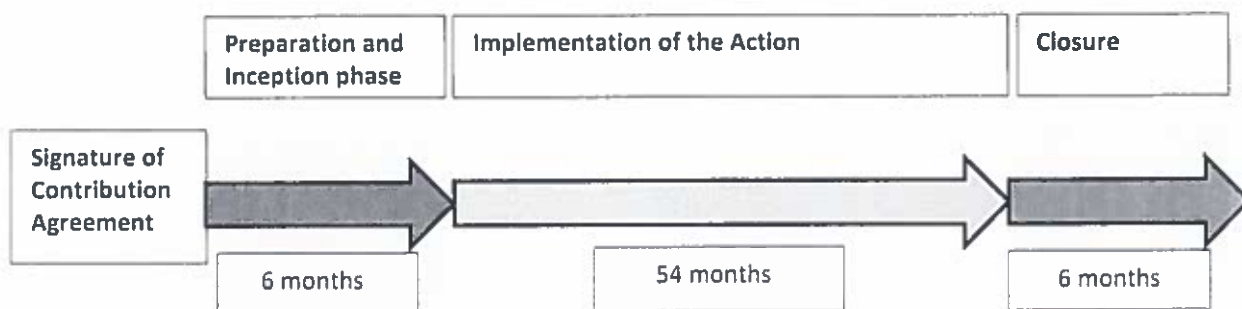 Preparation and
Inception phase
Implementation of the Action
Closure
Signature of
Contribution
Agreement
6 months
54 months
6 months